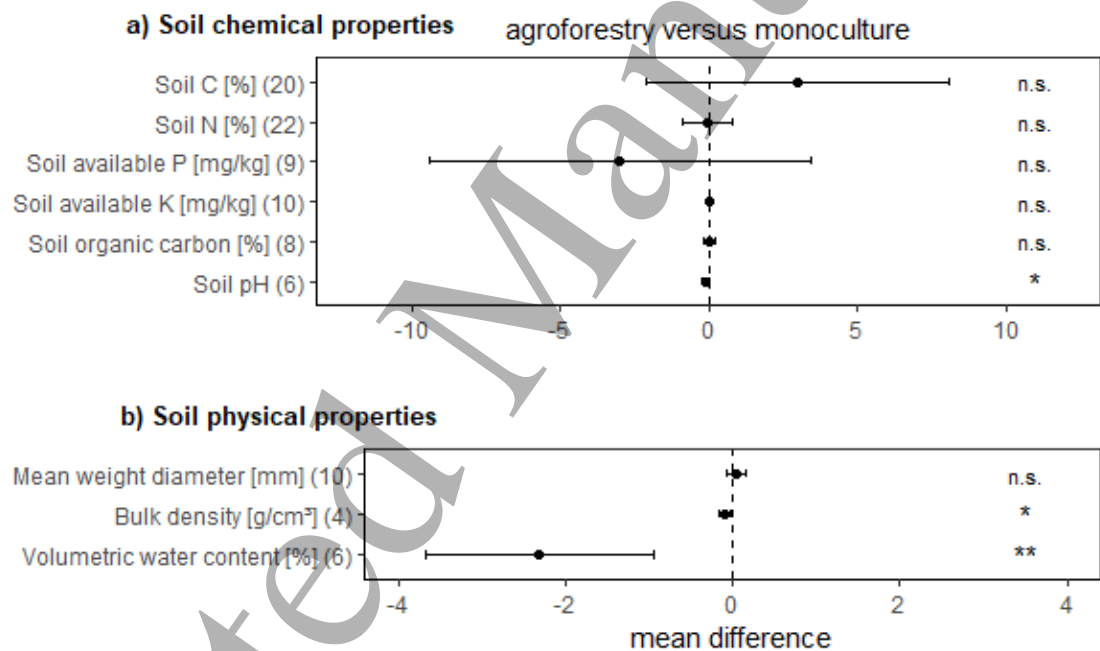 a) Soil chemical properties agroforestry versus monoculture
Soil C [%] (20) n.s.
Soil N [%] (22) n.s.
Soil available P [mg/kg] (9) n.s.
Soil available K [mg/kg] (10) n.s.
Soil organic carbon [%] (8) n.s.
Soil pH (6) *
-10 -5 0 5 10
b) Soil physical properties
Mean weight diameter [mm] (10) n.s.
Bulk density [g/cm³] (4) *
Volumetric water content [%] (6) **
-4 -2 0 2 4
mean difference
ted Manu